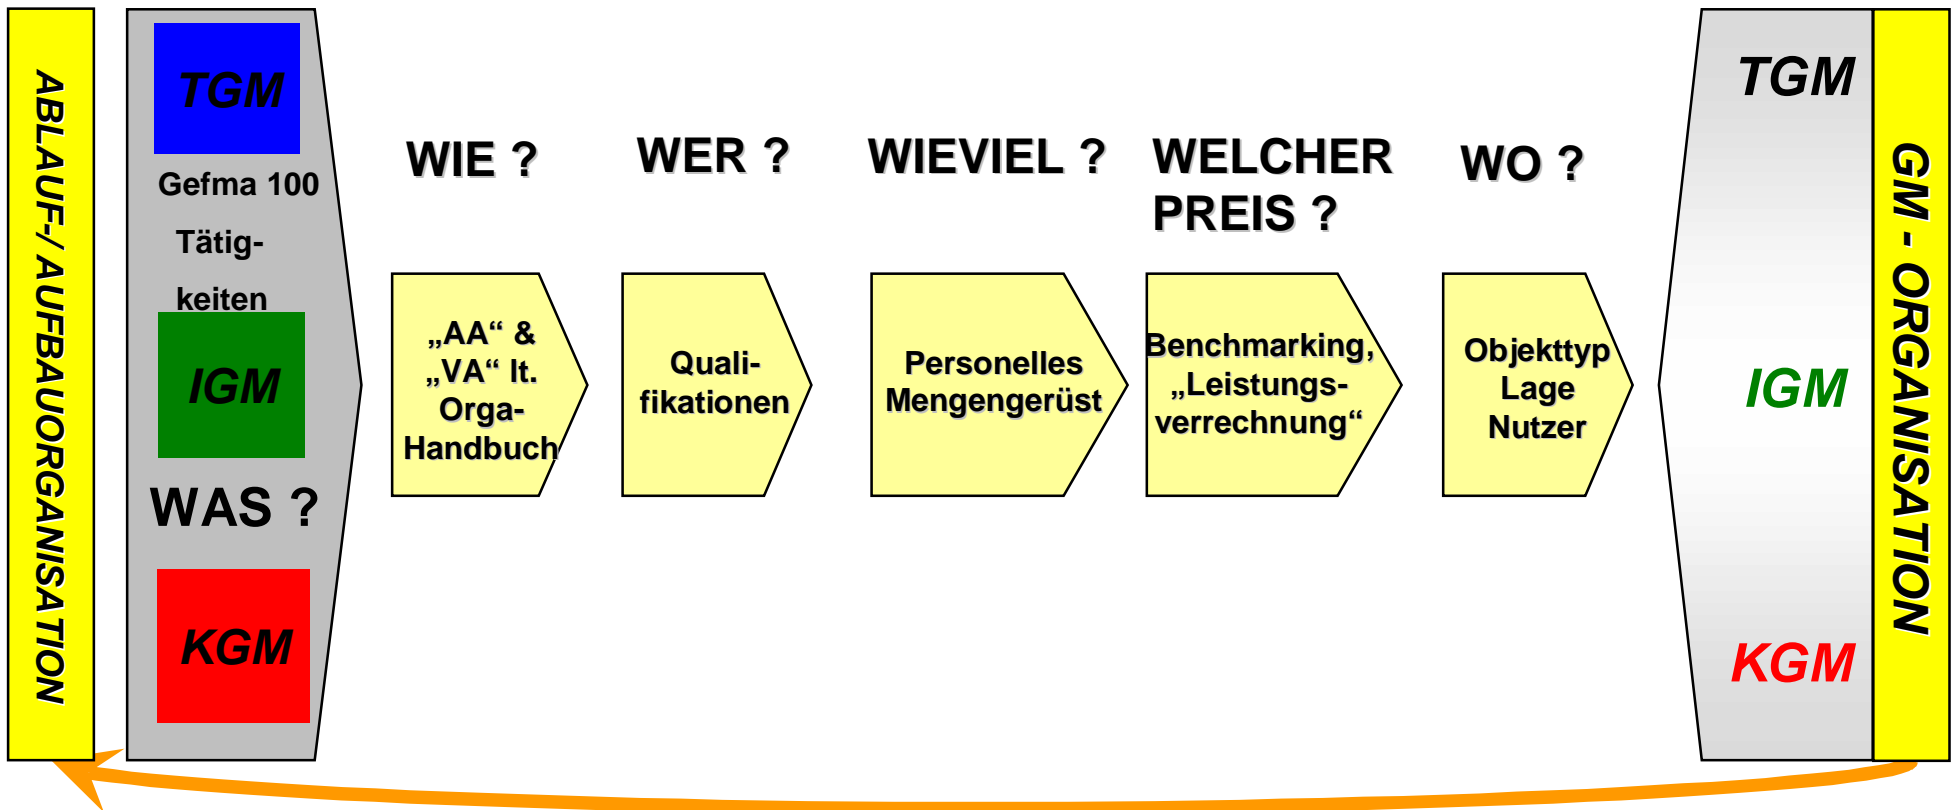 ABLAUF-/ AUFBAUORGANISATION
TGM
Gefma 100
Tätig-
keiten
IGM
WAS ?
KGM
WIE ?
„AA“ &
„VA“ lt.
Orga-
Handbuch
WER ?
Quali-
fikationen
WIEVIEL ?
Personelles
Mengengerüst
WELCHER
PREIS ?
Benchmarking,
„Leistungs-
verrechnung“
WO ?
Objekttyp
Lage
Nutzer
TGM
IGM
KGM
GM - ORGANISATION